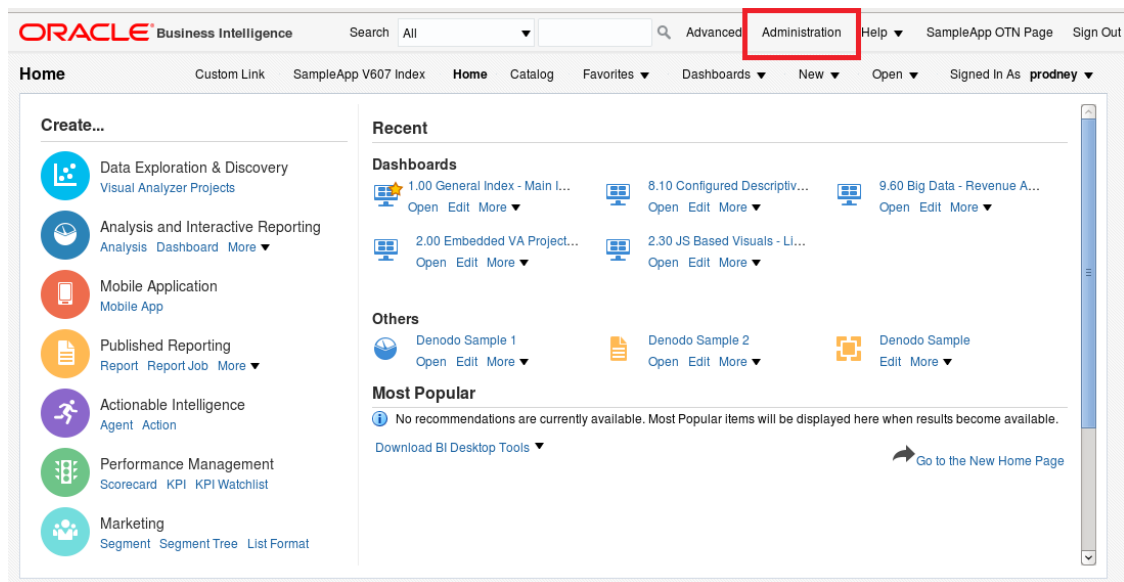 ORACLE Business Intelligence Search All Advanced Administration Help SampleApp OTN Page Sign Out
Home Custom Link SampleApp V607 Index Home Catalog Favorites Dashboards New Open Signed In As prodney
Create...
Data Exploration & Discovery
Visual Analyzer Projects
Analysis and Interactive Reporting
Analysis Dashboard More
Mobile Application
Mobile App
Published Reporting
Report Report Job More
Actionable Intelligence
Agent Action
Performance Management
Scorecard KPI KPI Watchlist
Marketing
Segment Segment Tree List Format
Recent
Dashboards
1.00 General Index - Main I... 8.10 Configured Descriptiv... 9.60 Big Data - Revenue A...
Open Edit More Open Edit More Open Edit More
2.00 Embedded VA Project... 2.30 JS Based Visuals - Li...
Open Edit More Open Edit More
Others
Denodo Sample 1 Denodo Sample 2 Denodo Sample
Open Edit More Open Edit More Edit More
Most Popular
No recommendations are currently available. Most Popular items will be displayed here when results become available.
Download BI Desktop Tools
Go to the New Home Page